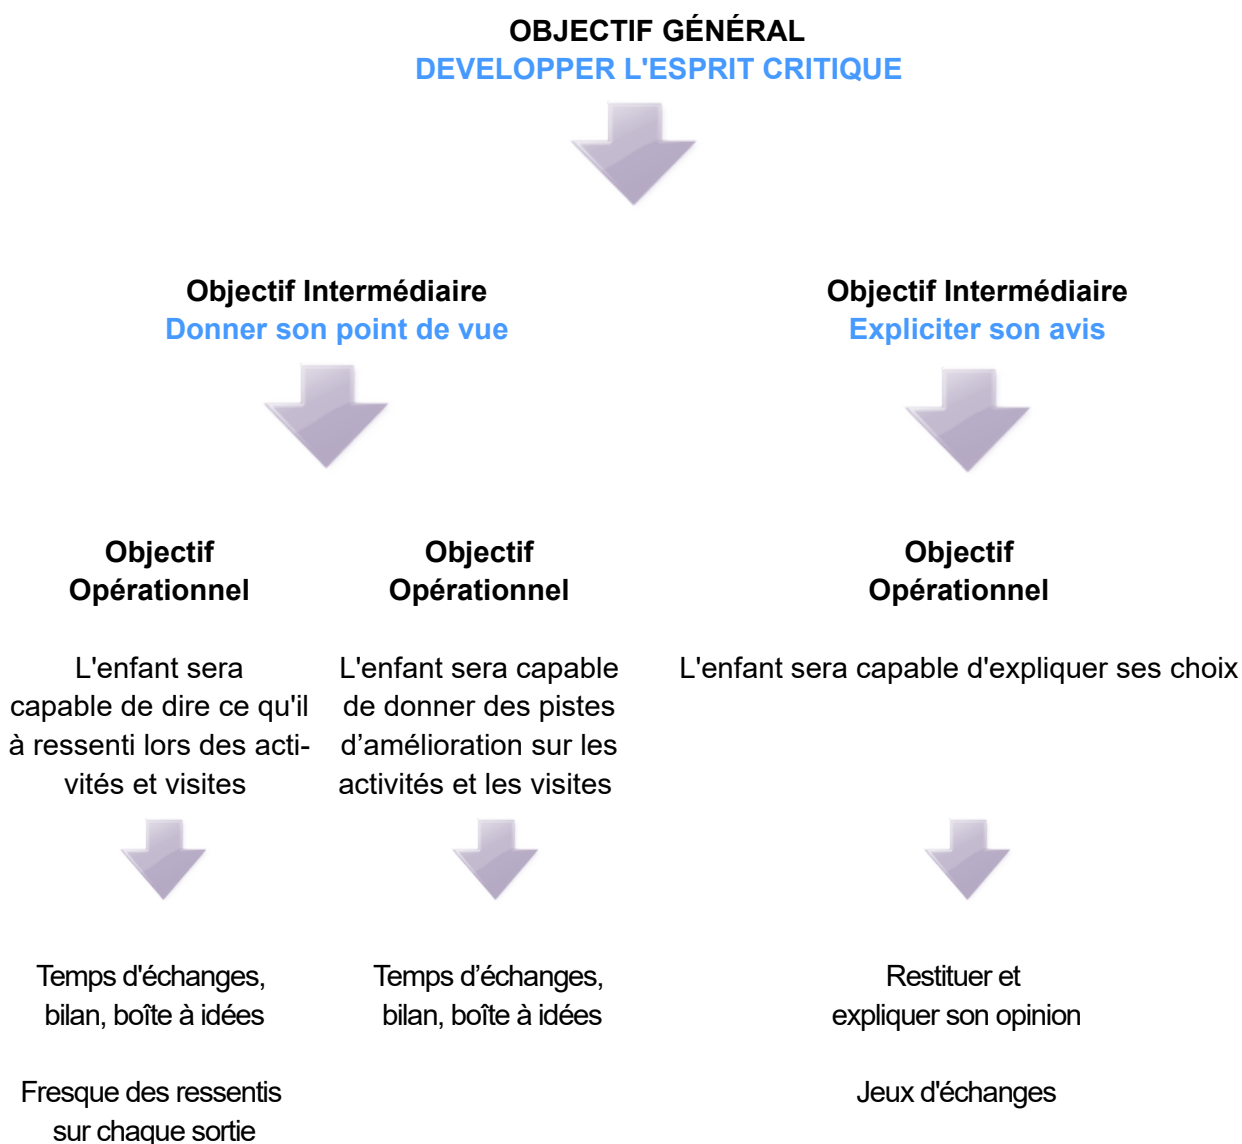 OBJECTIF GÉNÉRAL
DEVELOPPER L'ESPRIT CRITIQUE
Objectif Intermédiaire
Donner son point de vue
Objectif Intermédiaire
Expliciter son avis
Objectif
Opérationnel
L'enfant sera
capable de dire ce qu'il
à ressenti lors des acti-
vités et visites
Objectif
Opérationnel
L'enfant sera capable
de donner des pistes
d’amélioration sur les
activités et les visites
Objectif
Opérationnel
L'enfant sera capable d'expliquer ses choix
Temps d'échanges,
bilan, boîte à idées
Fresque des ressentis
sur chaque sortie
Temps d’échanges,
bilan, boîte à idées
Restituer et
expliquer son opinion
Jeux d'échanges